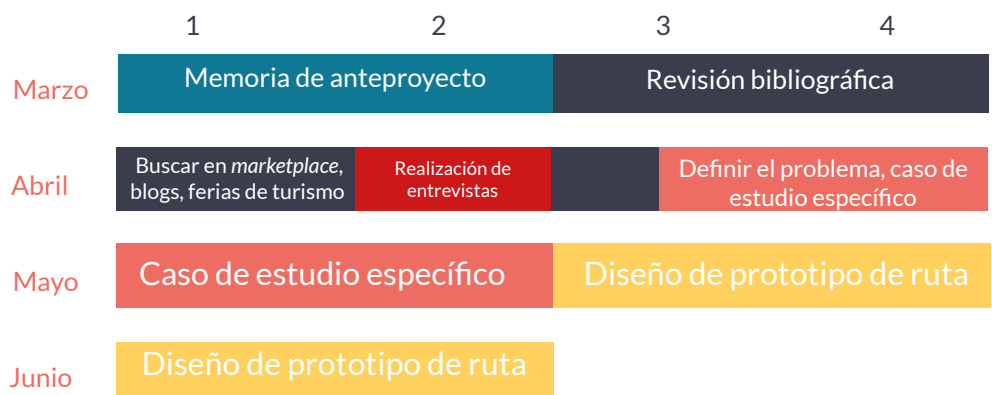 1 2 3 4
Marzo
Memoria de anteproyecto
Revisión bibliográfica
Abril
Buscar en marketplace,
blogs, ferias de turismo
Realización de
entrevistas
Definir el problema, caso de
estudio específico
Mayo
Caso de estudio específico
Diseño de prototipo de ruta
Junio
Diseño de prototipo de ruta